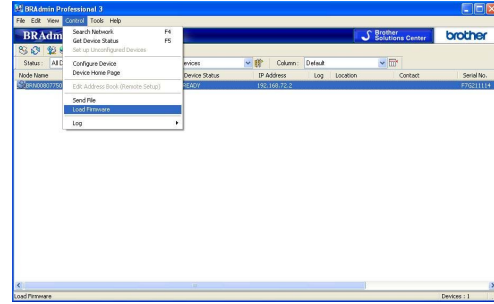 BRAdmin Professional 3
File Edit View Control Tools Help
BRAdm
Brother Solutions Center
brother
Search Network F4
Get Device Status F5
Set up Unconfigured Devices
Configure Device
Device Home Page
Edit Address Book (Remote Setup)
Send File
Load Firmware
Log
Status: All D
evices
Column: Default
Node Name
Device Status IP Address Log Location Contact Serial No.
READY 192.168.72.2
Load Firmware
Devices : 1